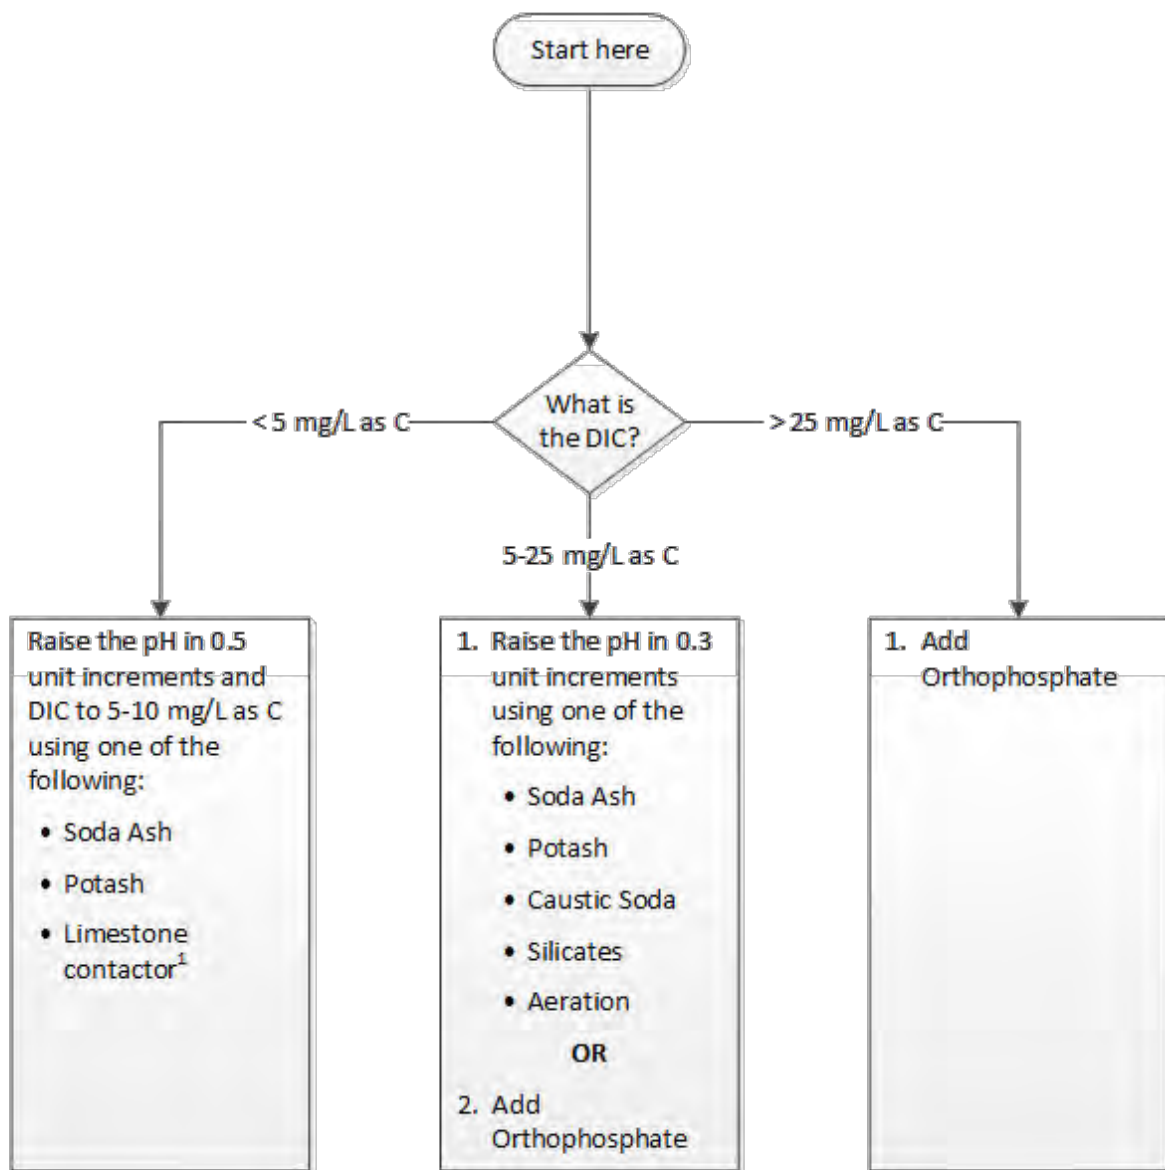 Start here
What is
the DIC?
< 5 mg/L as C
> 25 mg/L as C
5-25 mg/L as C
Raise the pH in 0.5
unit increments and
DIC to 5-10 mg/L as C
using one of the
following:
• Soda Ash
• Potash
• Limestone
contactor¹
1. Raise the pH in 0.3
unit increments
using one of the
following:
• Soda Ash
• Potash
• Caustic Soda
• Silicates
• Aeration
OR
2. Add
Orthophosphate
1. Add
Orthophosphate